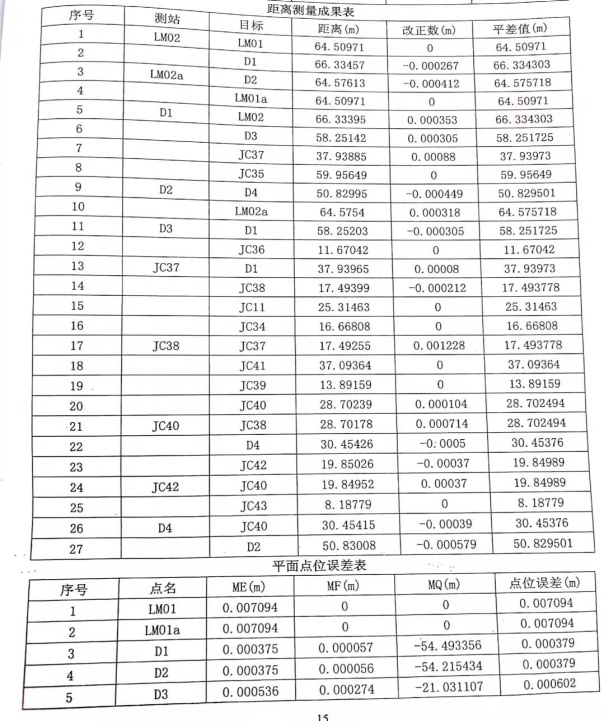 距离测量成果表
序号 测站 目标 距离(m) 改正数(m) 平差值(m)
1 LM02 LM01 64.50971 0 64.50971
2 D1 66.33457 -0.000267 66.334303
3 LM02a D2 64.57613 -0.000412 64.575718
4 LM01a 64.50971 0 64.50971
5 D1 LM02 66.33395 0.000353 66.334303
6 D3 58.25142 0.000305 58.251725
7 JC37 37.93885 0.00088 37.93973
8 JC35 59.95649 0 59.95649
9 D2 D4 50.82995 -0.000449 50.829501
10 LM02a 64.5754 0.000318 64.575718
11 D3 D1 58.25203 -0.000305 58.251725
12 JC36 11.67042 0 11.67042
13 JC37 D1 37.93965 0.00008 37.93973
14 JC38 17.49399 -0.000212 17.493778
15 JC11 25.31463 0 25.31463
16 JC34 16.66808 0 16.66808
17 JC38 JC37 17.49255 0.001228 17.493778
18 JC41 37.09364 0 37.09364
19 JC39 13.89159 0 13.89159
20 JC40 28.70239 0.000104 28.702494
21 JC40 JC38 28.70178 0.000714 28.702494
22 D4 30.45426 -0.0005 30.45376
23 JC42 19.85026 -0.00037 19.84989
24 JC42 JC40 19.84952 0.00037 19.84989
25 JC43 8.18779 0 8.18779
26 D4 JC40 30.45415 -0.00039 30.45376
27 D2 50.83008 -0.000579 50.829501
平面点位误差表
序号 点名 ME(m) MF(m) MQ(m) 点位误差(m)
1 LM01 0.007094 0 0 0.007094
2 LM01a 0.007094 0 0 0.007094
3 D1 0.000375 0.000057 -54.493356 0.000379
4 D2 0.000375 0.000056 -54.215434 0.000379
5 D3 0.000536 0.000274 -21.031107 0.000602
15